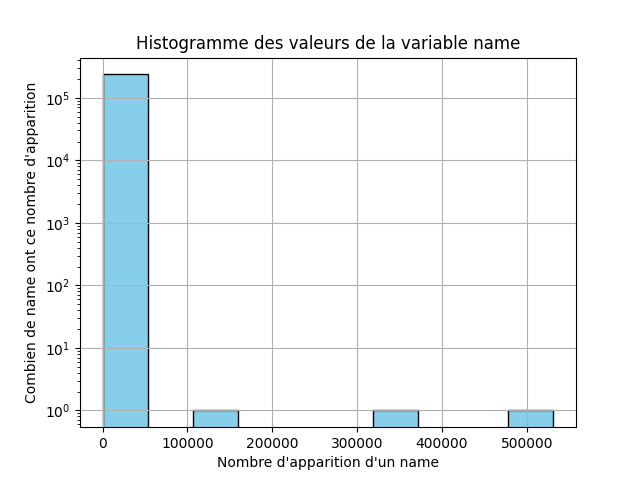 Histogramme des valeurs de la variable name
Combien de name ont ce nombre d'apparition
10^5
10^4
10^3
10^2
10^1
10^0
0 100000 200000 300000 400000 500000
Nombre d'apparition d'un name